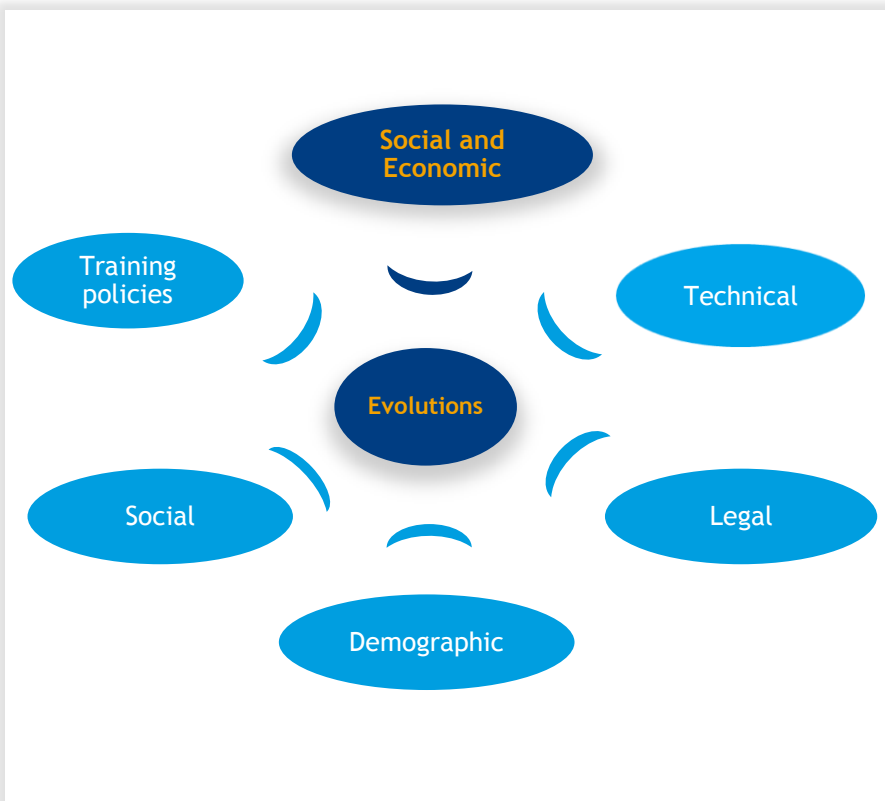 Social and
Economic
Training
policies
Technical
Evolutions
Social
Legal
Demographic